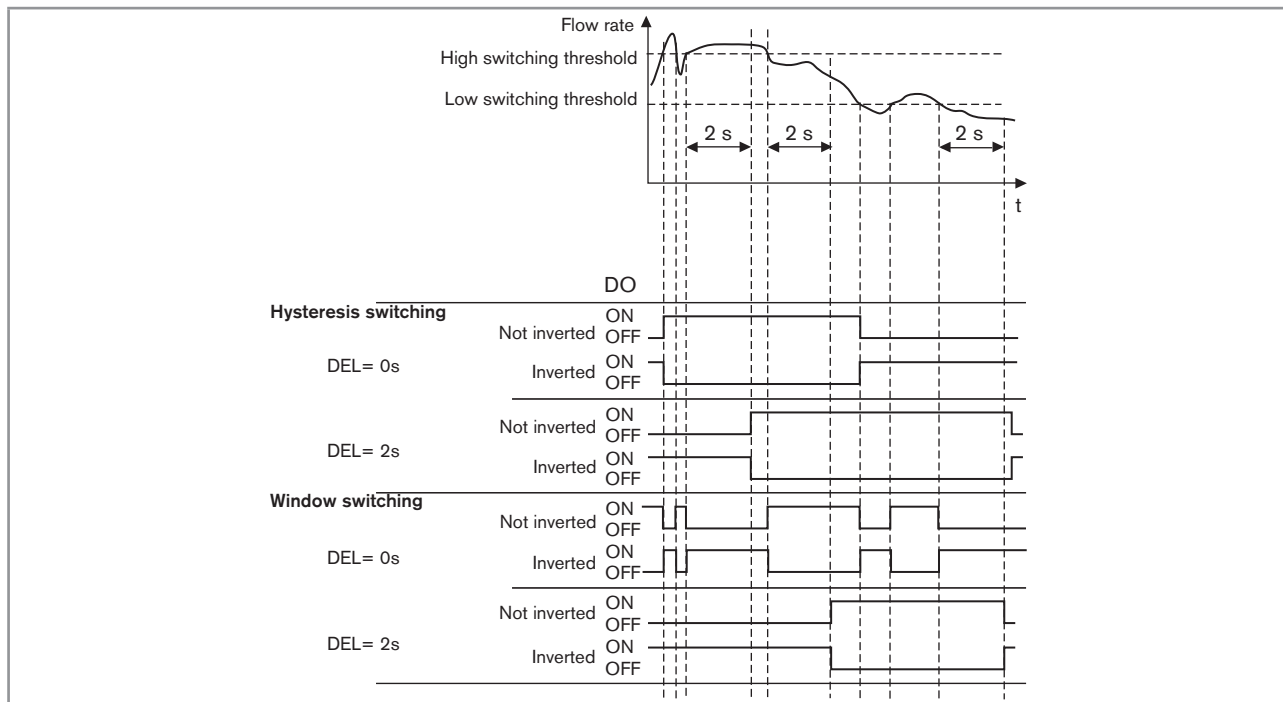 Flow rate
High switching threshold
Low switching threshold
2 s 2 s 2 s
t
DO
Hysteresis switching
ON
Not inverted
OFF
DEL= 0s
ON
Inverted
OFF
ON
Not inverted
OFF
DEL= 2s
ON
Inverted
OFF
Window switching
ON
Not inverted
OFF
DEL= 0s
ON
Inverted
OFF
ON
Not inverted
OFF
DEL= 2s
ON
Inverted
OFF